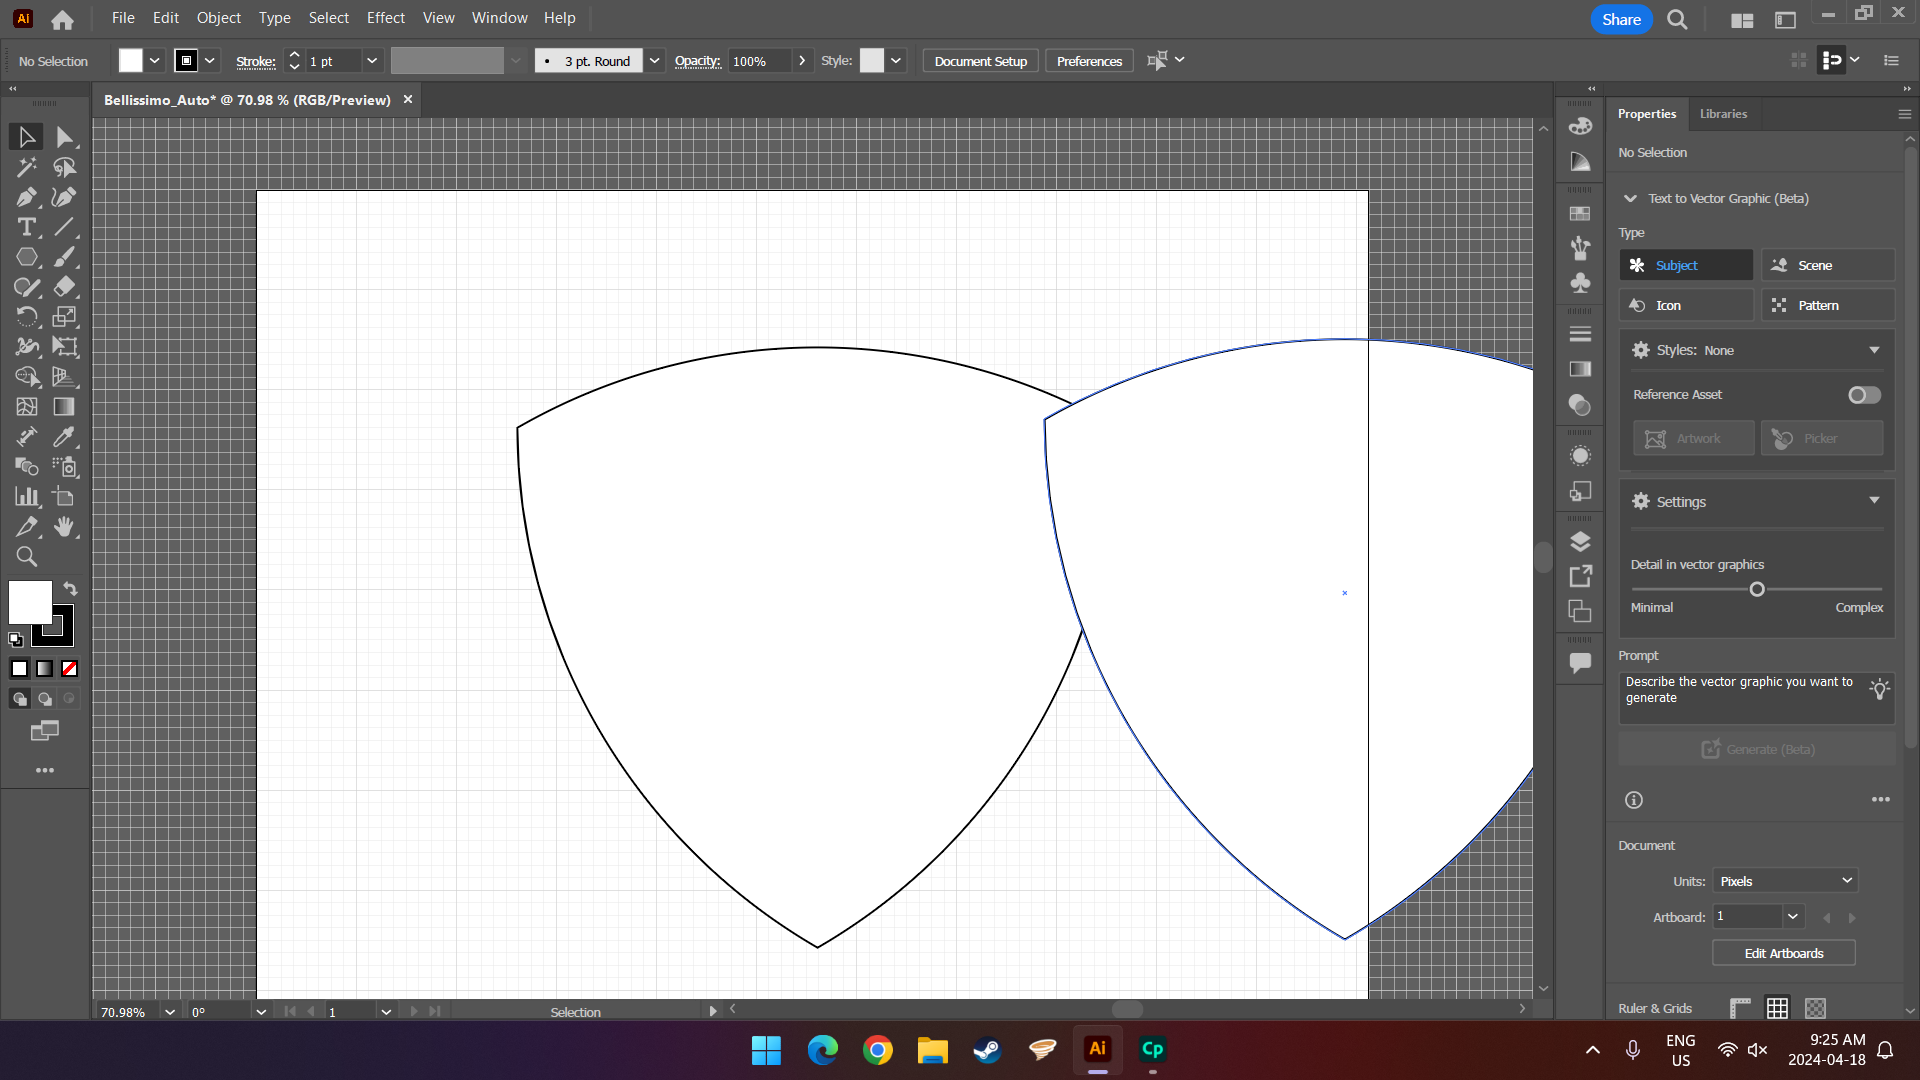 Ai File Edit Object Type Select Effect View Window Help Share
No Selection Stroke: 1 pt 3 pt. Round Opacity: 100% Style: Document Setup Preferences
Bellissimo_Auto* @ 70.98 % (RGB/Preview) ×
Properties Libraries
No Selection
Text to Vector Graphic (Beta)
Type
Subject Scene
Icon Pattern
Styles: None
Reference Asset
Artwork Picker
Settings
Detail in vector graphics
Minimal Complex
Prompt
Describe the vector graphic you want to
generate
Generate (Beta)
Document
Units: Pixels
Artboard: 1
Edit Artboards
Ruler & Grids
70.98% 0° 1 Selection
Ai Cp
ENG
US
9:25 AM
2024-04-18